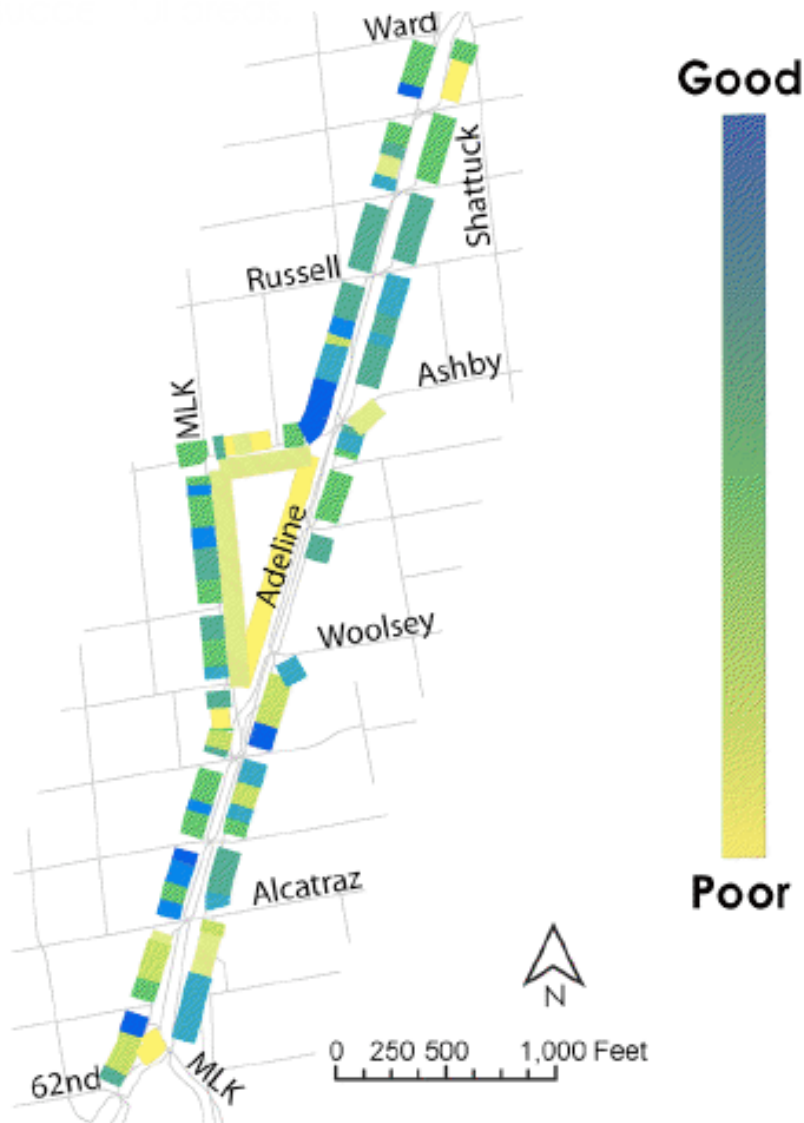 Ward
Good
Shattuck
Russell
Ashby
MLK
Adeline
Woolsey
Alcatraz
Poor
N
0 250 500 1,000 Feet
62nd
MLK